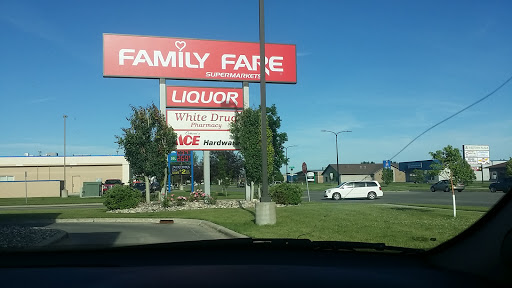 FAMILY FARE
SUPERMARKETS
LIQUOR
White Drug
Pharmacy
ACE Hardware